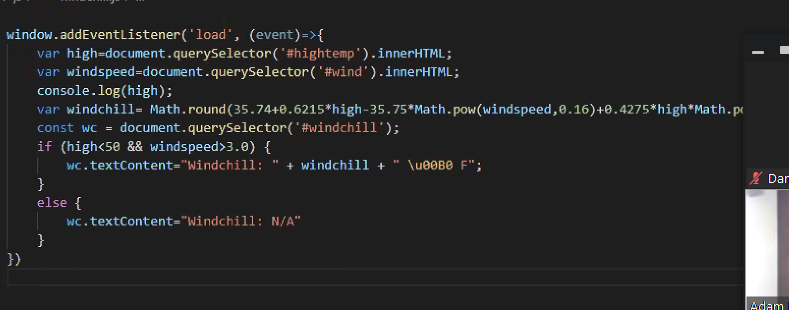 window.addEventListener('load', (event)=>{
var high=document.querySelector('#hightemp').innerHTML;
var windspeed=document.querySelector('#wind').innerHTML;
console.log(high);
var windchill= Math.round(35.74+0.6215*high-35.75*Math.pow(windspeed,0.16)+0.4275*high*Math.po
const wc = document.querySelector('#windchill');
if (high<50 && windspeed>3.0) {
wc.textContent="Windchill: " + windchill + " \u00B0 F";
}
else {
wc.textContent="Windchill: N/A"
}
})
Dan
Adam